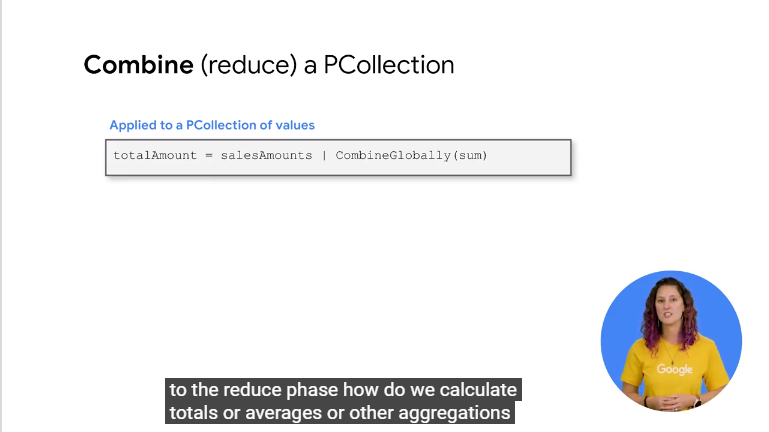 Combine (reduce) a PCollection
Applied to a PCollection of values
totalAmount = salesAmounts | CombineGlobally(sum)
Google
to the reduce phase how do we calculate
totals or averages or other aggregations